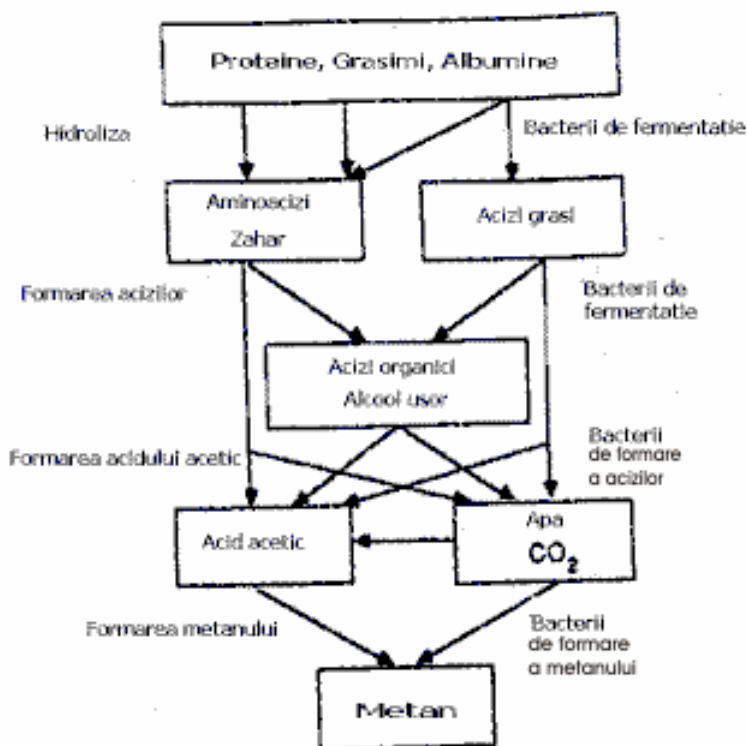 Proteine, Grasimi, Albumine
Hidroliza
Bacterii de fermentatie
Aminoacizi
Zahar
Acizi grasi
Formarea acizilor
Bacterii de
fermentatie
Acizi organici
Alcool usor
Formarea acidului acetic
Bacterii
de formare
a acizilor
Acid acetic
Apa
CO₂
Formarea metanului
Bacterii
de formare
a metanului
Metan